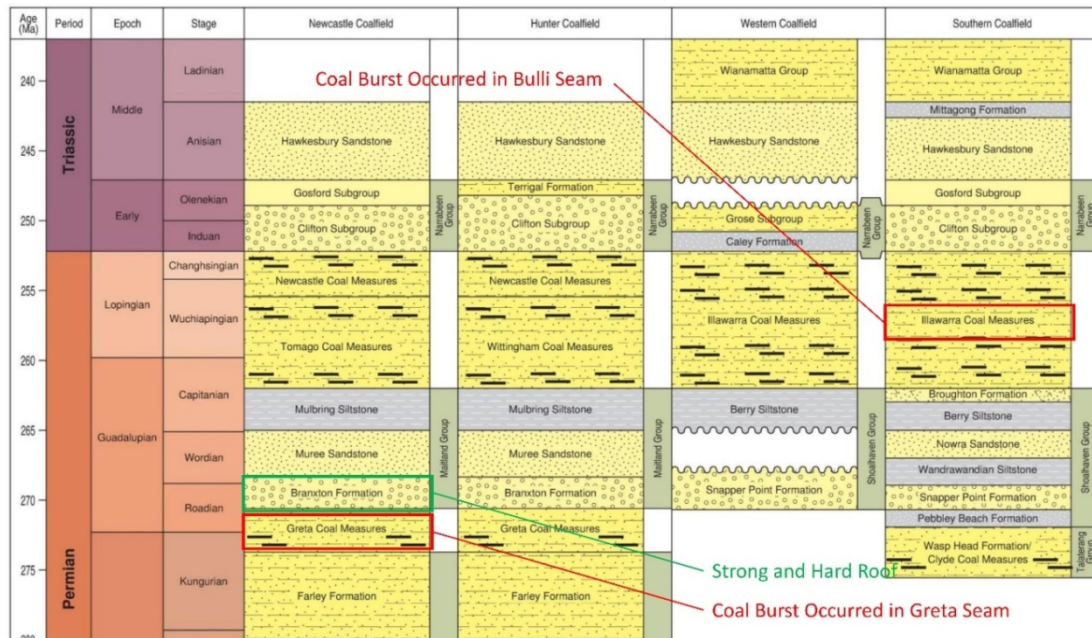 Age
(Ma)
Period
Epoch
Stage
Newcastle Coalfield
Hunter Coalfield
Western Coalfield
Southern Coalfield
240
245
250
255
260
265
270
275
Triassic
Permian
Middle
Early
Lopingian
Guadalupian
Ladinian
Anisian
Olenekian
Induan
Changhsingian
Wuchiapingian
Capitanian
Wordian
Roadian
Kungurian
Hawkesbury Sandstone
Gosford Subgroup
Clifton Subgroup
Narrabeen Group
Newcastle Coal Measures
Tomago Coal Measures
Mulbring Siltstone
Muree Sandstone
Branxton Formation
Maitland Group
Greta Coal Measures
Farley Formation
Hawkesbury Sandstone
Terrigal Formation
Clifton Subgroup
Narrabeen Group
Newcastle Coal Measures
Wittingham Coal Measures
Mulbring Siltstone
Muree Sandstone
Branxton Formation
Maitland Group
Greta Coal Measures
Farley Formation
Wianamatta Group
Hawkesbury Sandstone
Grose Subgroup
Caley Formation
Narrabeen
Group
Illawarra Coal Measures
Berry Siltstone
Snapper Point Formation
Shoalhaven Group
Wianamatta Group
Mittagong Formation
Hawkesbury Sandstone
Gosford Subgroup
Clifton Subgroup
Narrabeen
Group
Illawarra Coal Measures
Broughton Formation
Berry Siltstone
Nowra Sandstone
Wandrawandian Siltstone
Snapper Point Formation
Pebbley Beach Formation
Shoalhaven Group
Wasp Head Formation/
Clyde Coal Measures
Talaterang
Coal Burst Occurred in Bulli Seam
Strong and Hard Roof
Coal Burst Occurred in Greta Seam